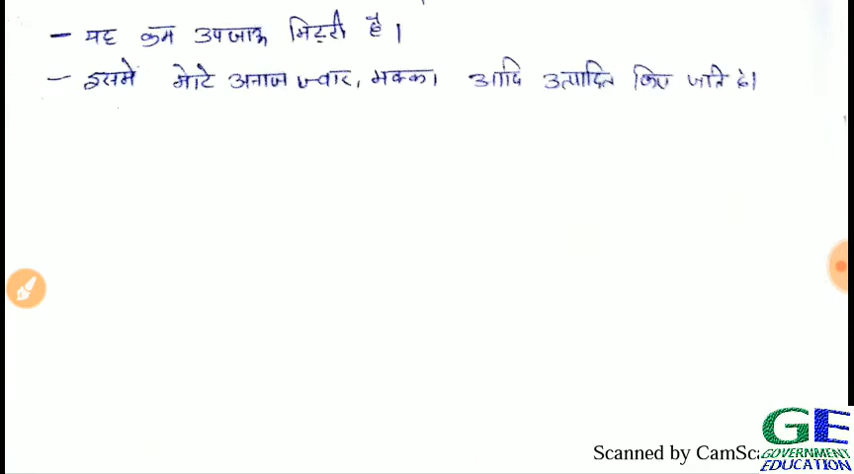 - यह कम उपजाऊ मिट्टी है।
- इसमें मोटे अनाज ज्वार, मक्का आदि उत्पादित किए जाते है।
Scanned by CamSc
GE
GOVERNMENT
EDUCATION